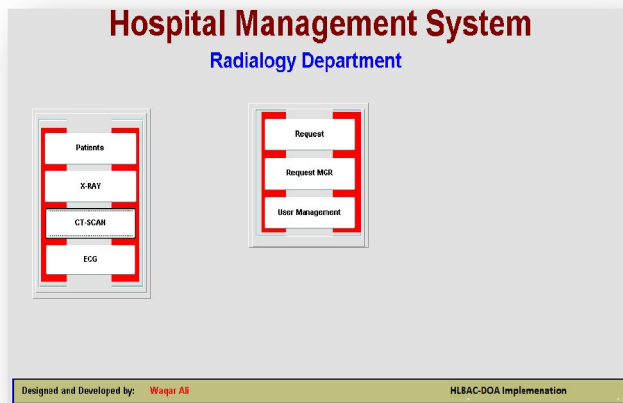 Hospital Management System
Radialogy Department
Patients
X-RAY
CT-SCAN
ECG
Request
Request MGR
User Management
Designed and Developed by: Waqar Ali
HLBAC-DOA Implemenation